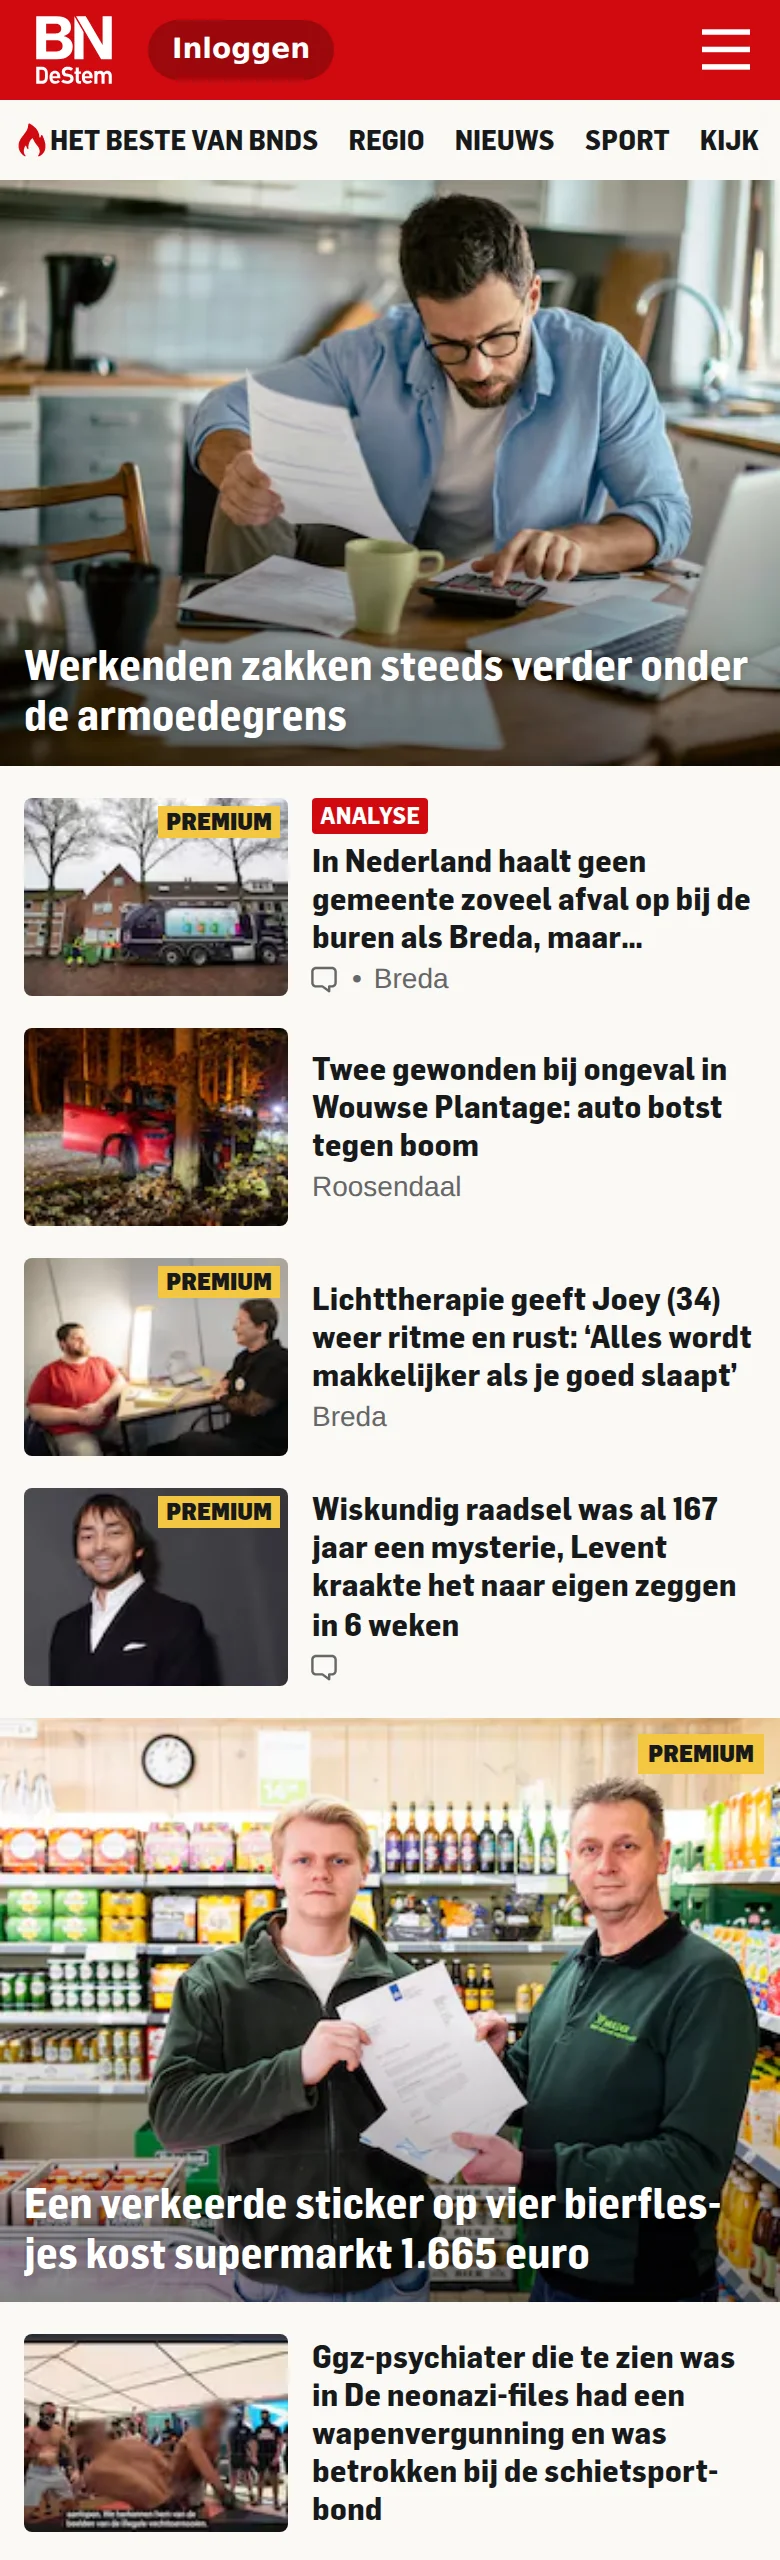 BN
DeStem
Inloggen
HET BESTE VAN BNDS REGIO NIEUWS SPORT KIJK
Werkenden zakken steeds verder onder
de armoedegrens
PREMIUM
ANALYSE
In Nederland haalt geen
gemeente zoveel afval op bij de
buren als Breda, maar...
• Breda
Twee gewonden bij ongeval in
Wouwse Plantage: auto botst
tegen boom
Roosendaal
PREMIUM
Lichttherapie geeft Joey (34)
weer ritme en rust: ‘Alles wordt
makkelijker als je goed slaapt’
Breda
PREMIUM
Wiskundig raadsel was al 167
jaar een mysterie, Levent
kraakte het naar eigen zeggen
in 6 weken
PREMIUM
Een verkeerde sticker op vier bierfles-
jes kost supermarkt 1.665 euro
Ggz-psychiater die te zien was
in De neonazi-files had een
wapenvergunning en was
betrokken bij de schietsport-
bond